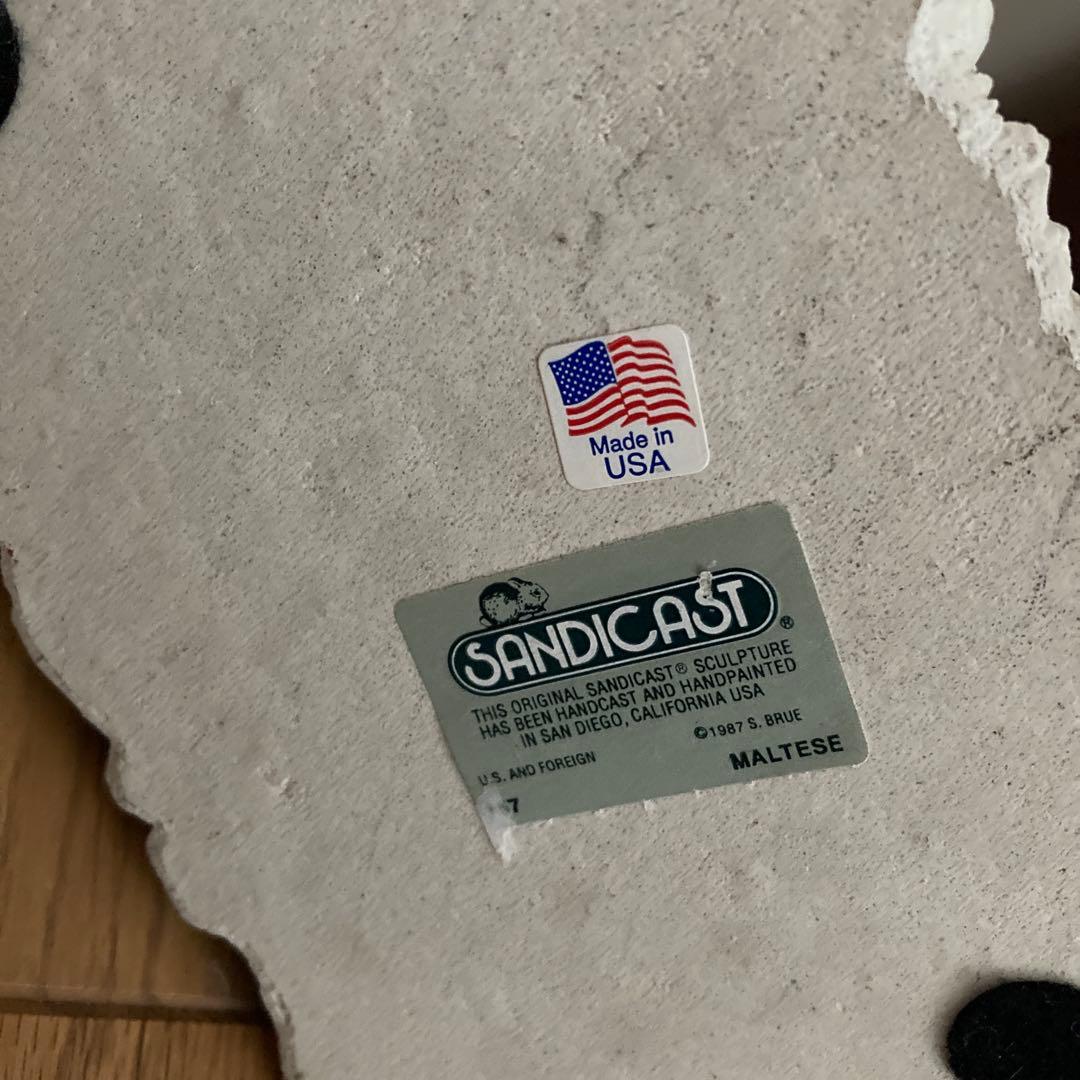 Made in
USA
SANDICAST®
THIS ORIGINAL SANDICAST® SCULPTURE
HAS BEEN HANDCAST AND HANDPAINTED
IN SAN DIEGO, CALIFORNIA USA
©1987 S. BRUE
U.S. AND FOREIGN
MALTESE
7